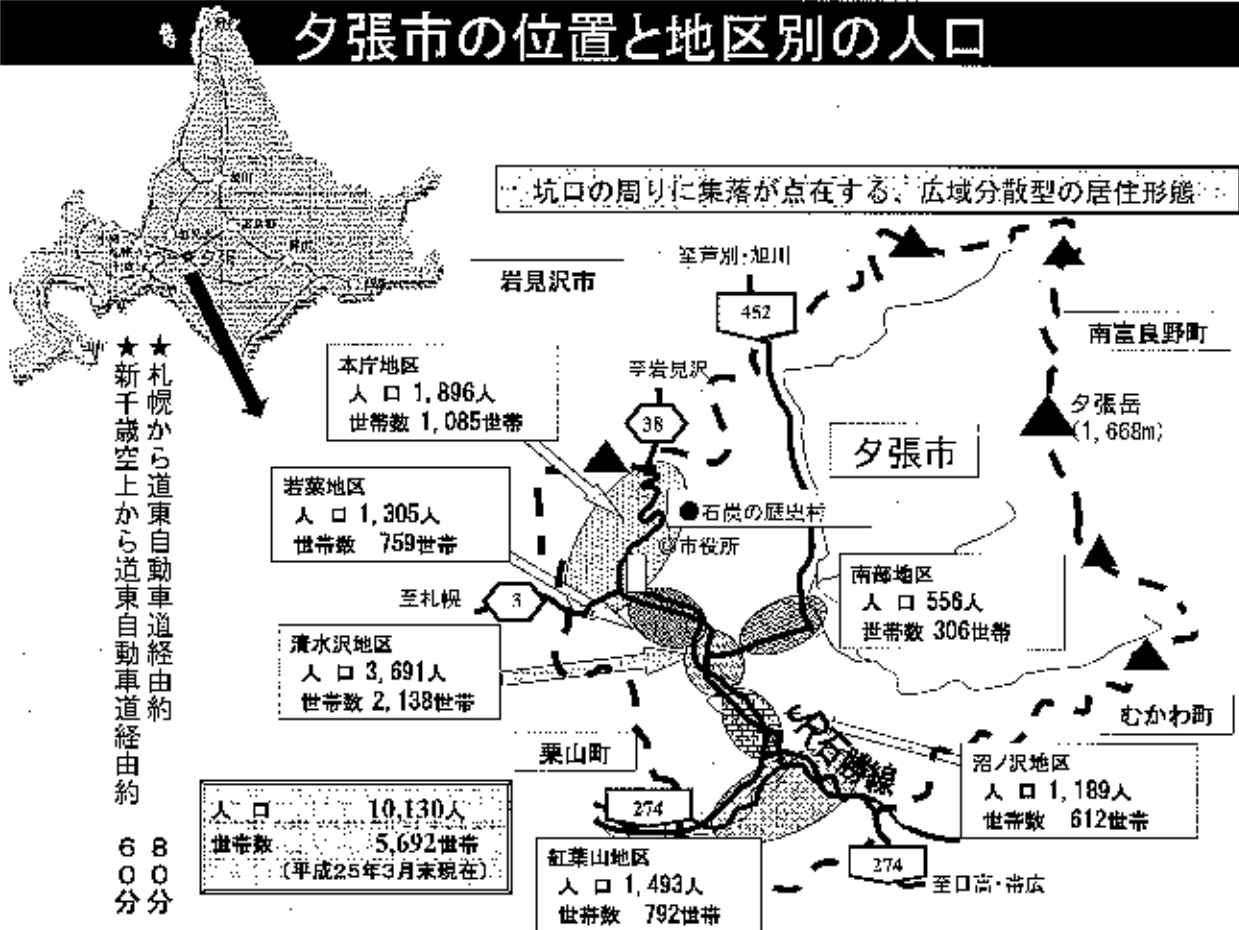 夕張市の位置と地区別の人口
坑口の周りに集落が点在する、広域分散型の居住形態
★札幌から道東自動車道経由約 80分
★新千歳空上から道東自動車道経由約 60分
夕張
岩見沢市
至芦別・旭川
452
南富良野町
本庁地区
人 口 1,896人
世帯数 1,085世帯
至岩見沢
38
夕張岳
(1,668m)
夕張市
若葉地区
人 口 1,305人
世帯数 759世帯
●石炭の歴史村
◎市役所
至札幌
3
南部地区
人 口 556人
世帯数 306世帯
清水沢地区
人 口 3,691人
世帯数 2,138世帯
むかわ町
栗山町
JR石勝線
沼ノ沢地区
人 口 1,189人
世帯数 612世帯
人 口 10,130人
世帯数 5,692世帯
(平成25年3月末現在)
274
紅葉山地区
人 口 1,493人
世帯数 792世帯
274
至日高・帯広